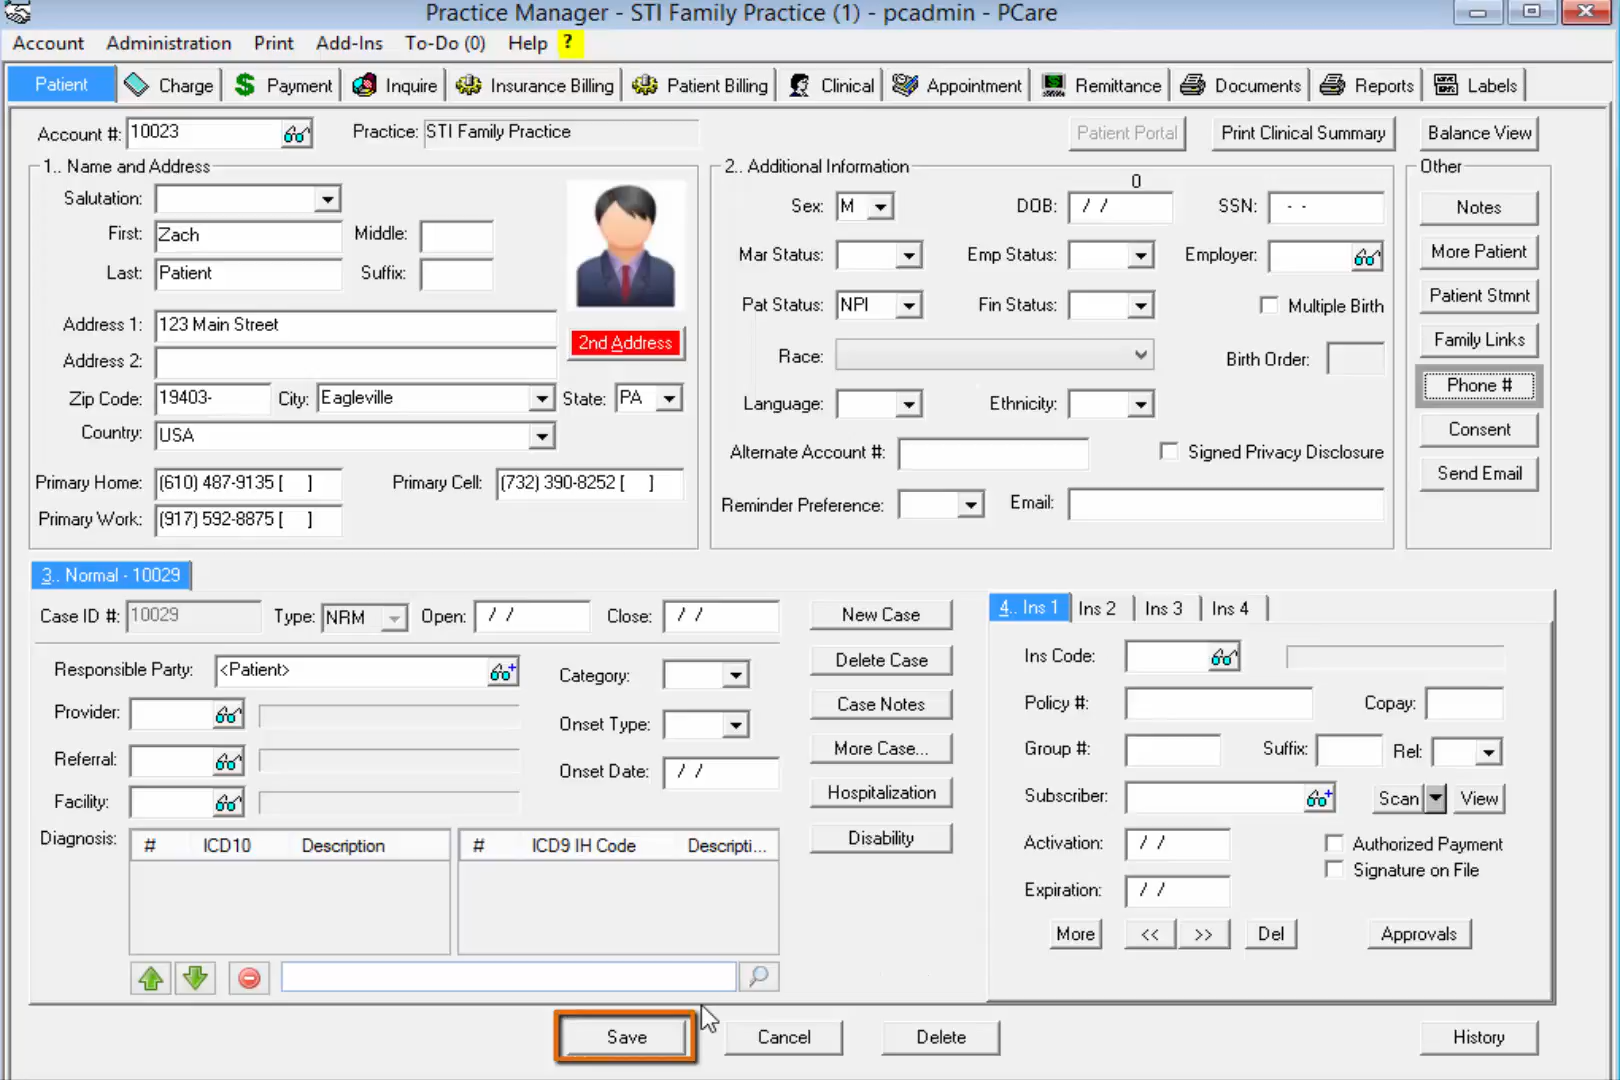 Practice Manager - STI Family Practice (1) - pcadmin - PCare
Account Administration Print Add-Ins To-Do (0) Help ?
Patient Charge Payment Inquire Insurance Billing Patient Billing Clinical Appointment Remittance Documents Reports Labels
Account #: 10023 Practice: STI Family Practice Patient Portal Print Clinical Summary Balance View
1.. Name and Address
Salutation:
First: Zach Middle:
Last: Patient Suffix:
Address 1: 123 Main Street
2nd Address
Address 2:
Zip Code: 19403- City: Eagleville State: PA
Country: USA
Primary Home: (610) 487-9135 [ ] Primary Cell: (732) 390-8252 [ ]
Primary Work: (917) 592-8875 [ ]
2.. Additional Information
0
Sex: M DOB: / / SSN: - -
Mar Status: Emp Status: Employer:
Pat Status: NPI Fin Status: Multiple Birth
Race: Birth Order:
Language: Ethnicity:
Alternate Account #: Signed Privacy Disclosure
Reminder Preference: Email:
Other
Notes
More Patient
Patient Stmnt
Family Links
Phone #
Consent
Send Email
3.. Normal - 10029
Case ID #: 10029 Type: NRM Open: / / Close: / /
Responsible Party: <Patient> Category:
Provider: Onset Type:
Referral: Onset Date: / /
Facility:
Diagnosis: # ICD10 Description # ICD9 IH Code Descripti...
New Case
Delete Case
Case Notes
More Case...
Hospitalization
Disability
4.. Ins 1 Ins 2 Ins 3 Ins 4
Ins Code:
Policy #: Copay:
Group #: Suffix: Rel:
Subscriber: Scan View
Activation: / / Authorized Payment
Signature on File
Expiration: / /
More << >> Del Approvals
Save Cancel Delete History